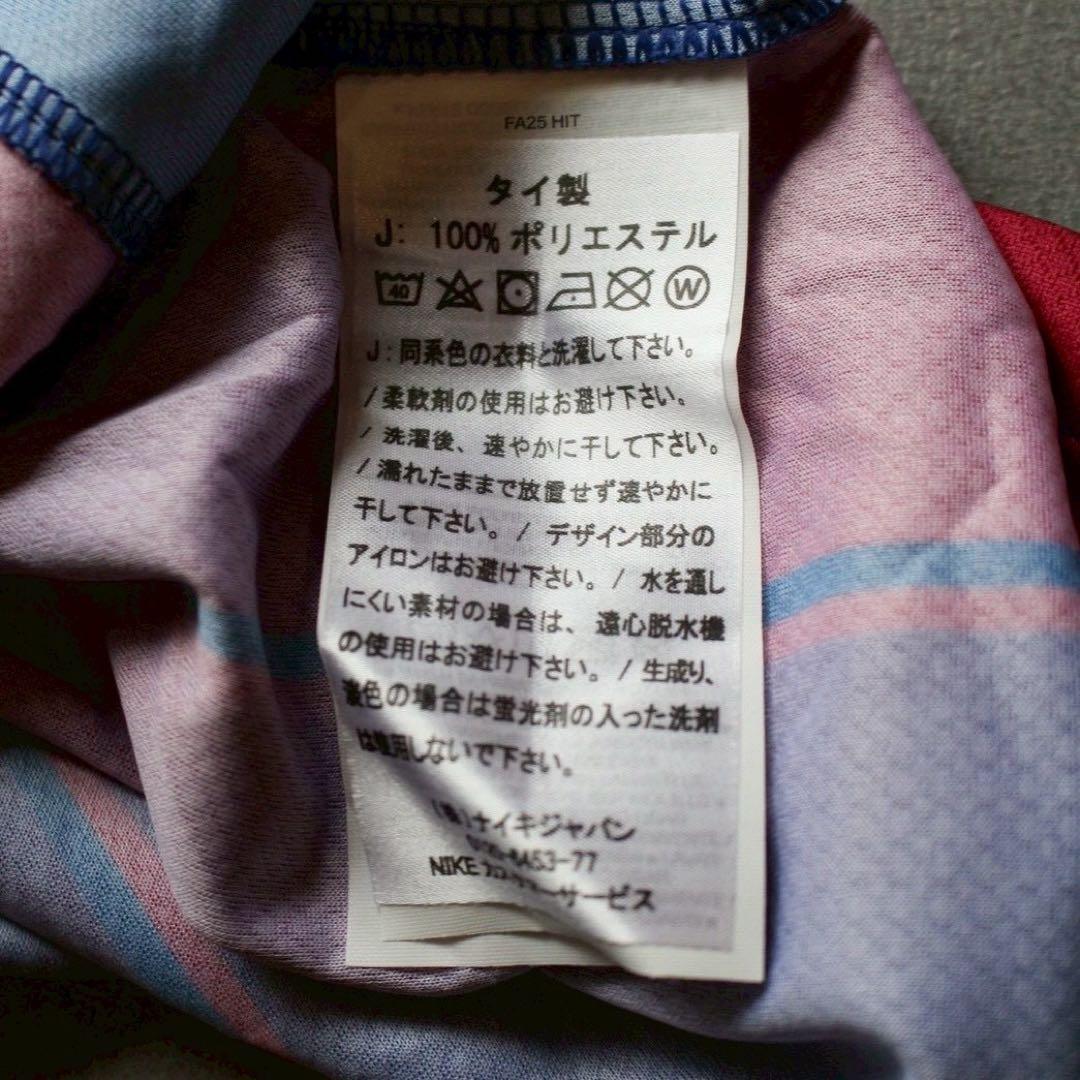 FA25 HIT
タイ製
J: 100% ポリエステル
40 W
J:同系色の衣料と洗濯して下さい。
/柔軟剤の使用はお避け下さい。
/ 洗濯後、速やかに干して下さい。
/ 濡れたままで放置せず速やかに
干して下さい。/ デザイン部分の
アイロンはお避け下さい。/ 水を通し
にくい素材の場合は、遠心脱水機
の使用はお避け下さい。/ 生成り、
淡色の場合は蛍光剤の入った洗剤
は使用しないで下さい。
(株)ナイキジャパン
6453-77
NIKE サービス